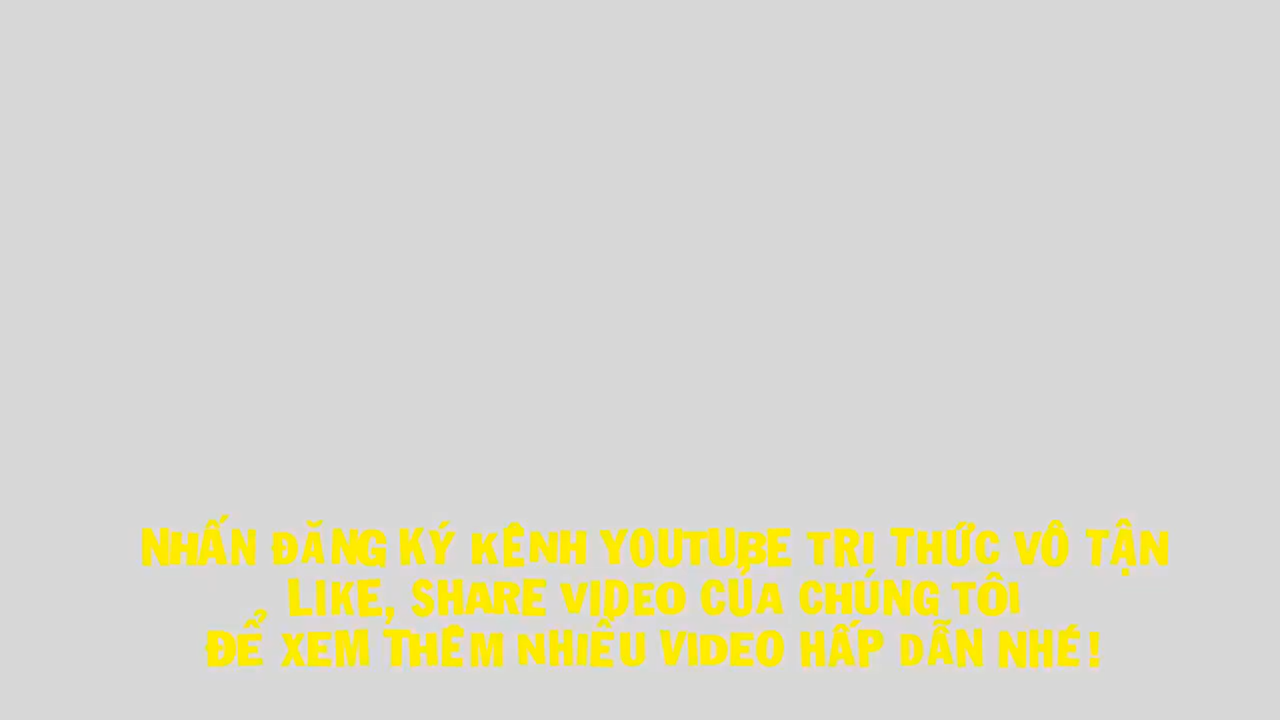 NHẤN ĐĂNG KÝ KÊNH YOUTUBE TRI THỨC VÔ TẬN
LIKE, SHARE VIDEO CỦA CHÚNG TÔI
ĐỂ XEM THÊM NHIỀU VIDEO HẤP DẪN NHÉ!